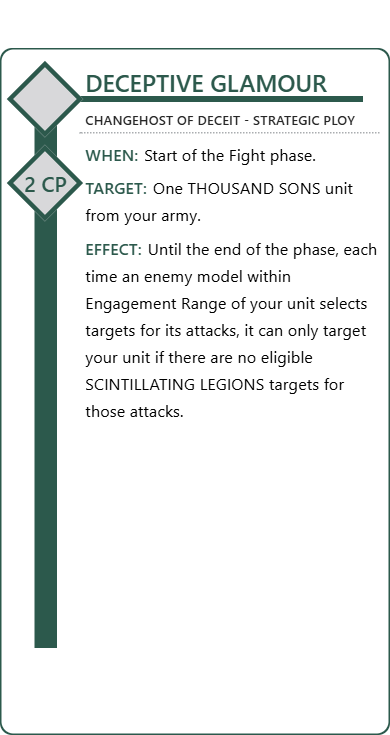 DECEPTIVE GLAMOUR
CHANGEHOST OF DECEIT - STRATEGIC PLOY
WHEN: Start of the Fight phase.
2 CP
TARGET: One THOUSAND SONS unit
from your army.
EFFECT: Until the end of the phase, each
time an enemy model within
Engagement Range of your unit selects
targets for its attacks, it can only target
your unit if there are no eligible
SCINTILLATING LEGIONS targets for
those attacks.